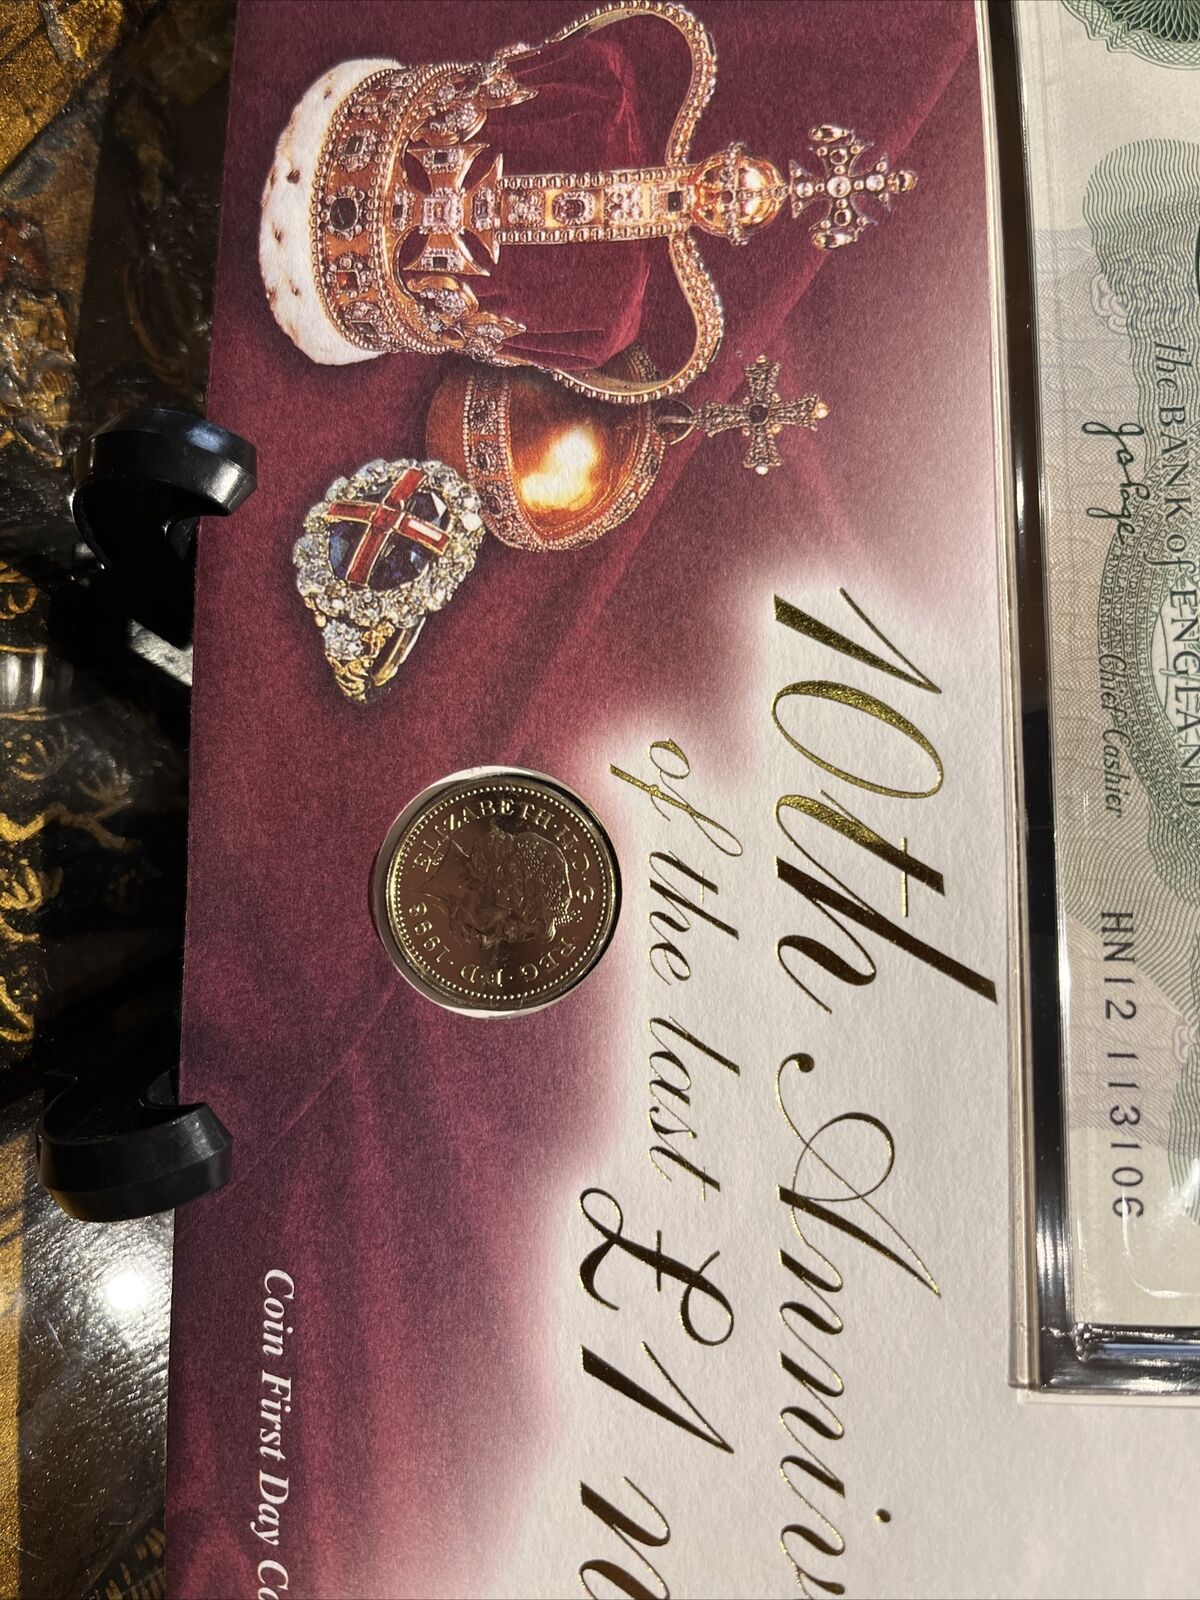 10th Anniv
of the last
£1 n
Coin First Day Co
ELIZABETH·II·D·G
REG·F·D·1998
The BANK of ENGLAND
Chief Cashier
HN12 113106